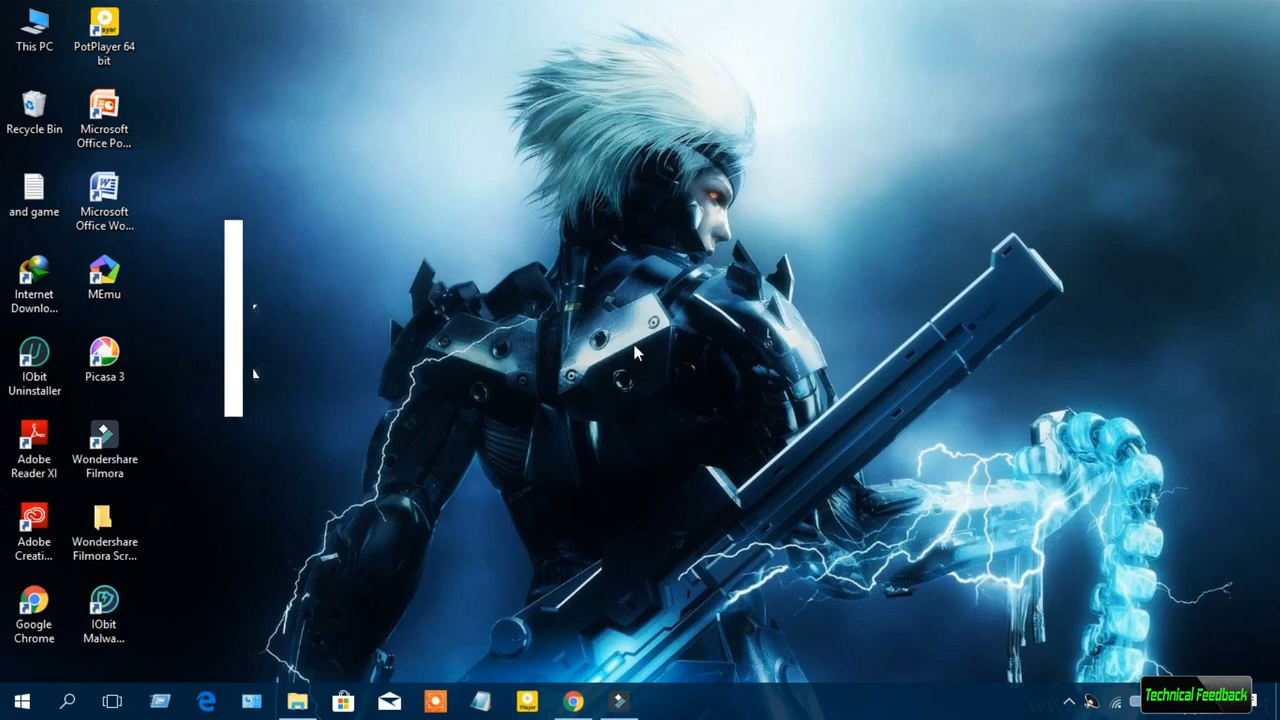 This PC
PotPlayer 64
bit
Recycle Bin
Microsoft
Office Po...
and game
Microsoft
Office Wo...
Internet
Downlo...
MEmu
IObit
Uninstaller
Picasa 3
Adobe
Reader XI
Wondershare
Filmora
Adobe
Creati...
Wondershare
Filmora Scr...
Google
Chrome
IObit
Malwa...
Player
Technical Feedback